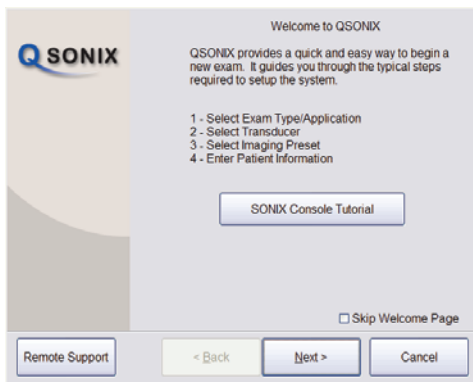 Q SONIX
Welcome to QSONIX
QSONIX provides a quick and easy way to begin a
new exam. It guides you through the typical steps
required to setup the system.
1 - Select Exam Type/Application
2 - Select Transducer
3 - Select Imaging Preset
4 - Enter Patient Information
SONIX Console Tutorial
Skip Welcome Page
Remote Support
< Back
Next >
Cancel